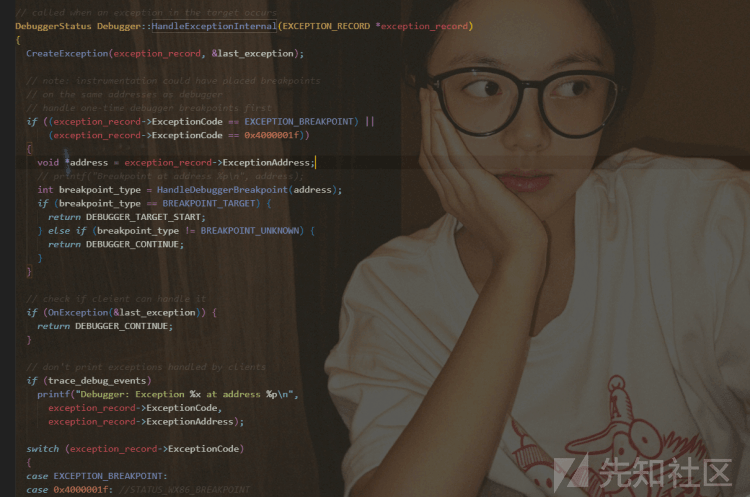 // called when an exception in the target occurs
DebuggerStatus Debugger::HandleExceptionInternal(EXCEPTION_RECORD *exception_record)
{
CreateException(exception_record, &last_exception);
// note: instrumentation could have placed breakpoints
// on the same addresses as debugger
// handle one-time debugger breakpoints first
if ((exception_record->ExceptionCode == EXCEPTION_BREAKPOINT) ||
(exception_record->ExceptionCode == 0x4000001f))
{
void *address = exception_record->ExceptionAddress;
// printf("Breakpoint at address %p\n", address);
int breakpoint_type = HandleDebuggerBreakpoint(address);
if (breakpoint_type == BREAKPOINT_TARGET) {
return DEBUGGER_TARGET_START;
} else if (breakpoint_type != BREAKPOINT_UNKNOWN) {
return DEBUGGER_CONTINUE;
}
}
// check if cleient can handle it
if (OnException(&last_exception)) {
return DEBUGGER_CONTINUE;
}
// don't print exceptions handled by clients
if (trace_debug_events)
printf("Debugger: Exception %x at address %p\n",
exception_record->ExceptionCode,
exception_record->ExceptionAddress);
switch (exception_record->ExceptionCode)
{
case EXCEPTION_BREAKPOINT:
case 0x4000001f: //STATUS_WX86_BREAKPOINT
先知社区